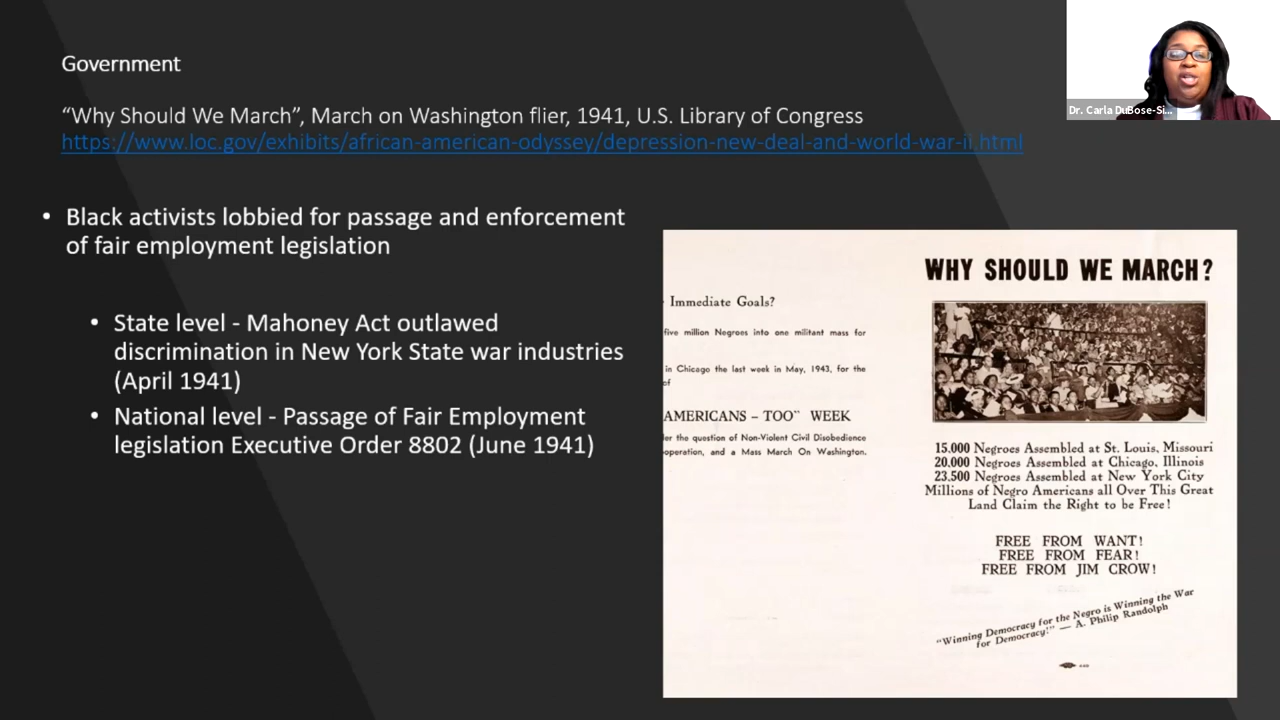 Government
“Why Should We March”, March on Washington flier, 1941, U.S. Library of Congress
https://www.loc.gov/exhibits/african-american-odyssey/depression-new-deal-and-world-war-ii.html
• Black activists lobbied for passage and enforcement
of fair employment legislation
• State level - Mahoney Act outlawed
discrimination in New York State war industries
(April 1941)
• National level - Passage of Fair Employment
legislation Executive Order 8802 (June 1941)
Immediate Goals?
five million Negroes into one militant mass for
in Chicago the last week in May, 1943, for the
of
AMERICANS – TOO” WEEK
er the question of Non-Violent Civil Disobedience
operation, and a Mass March On Washington.
WHY SHOULD WE MARCH?
15.000 Negroes Assembled at St. Louis, Missouri
20.000 Negroes Assembled at Chicago, Illinois
23.500 Negroes Assembled at New York City
Millions of Negro Americans all Over This Great
Land Claim the Right to be Free!
FREE FROM WANT!
FREE FROM FEAR!
FREE FROM JIM CROW!
“Winning Democracy for the Negro is Winning the War
for Democracy!” — A. Philip Randolph
Dr. Carla DuBose-Si...